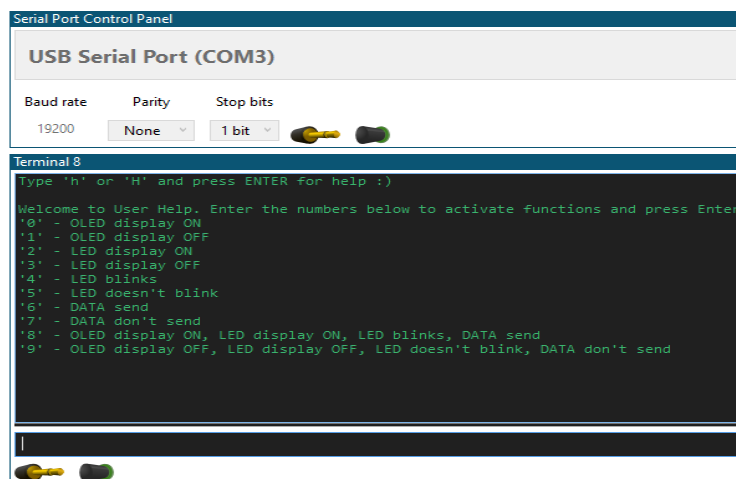 Serial Port Control Panel
USB Serial Port (COM3)
Baud rate Parity Stop bits
19200 None 1 bit
Terminal 8
Type 'h' or 'H' and press ENTER for help :)
Welcome to User Help. Enter the numbers below to activate functions and press Enter
'0' - OLED display ON
'1' - OLED display OFF
'2' - LED display ON
'3' - LED display OFF
'4' - LED blinks
'5' - LED doesn't blink
'6' - DATA send
'7' - DATA don't send
'8' - OLED display ON, LED display ON, LED blinks, DATA send
'9' - OLED display OFF, LED display OFF, LED doesn't blink, DATA don't send